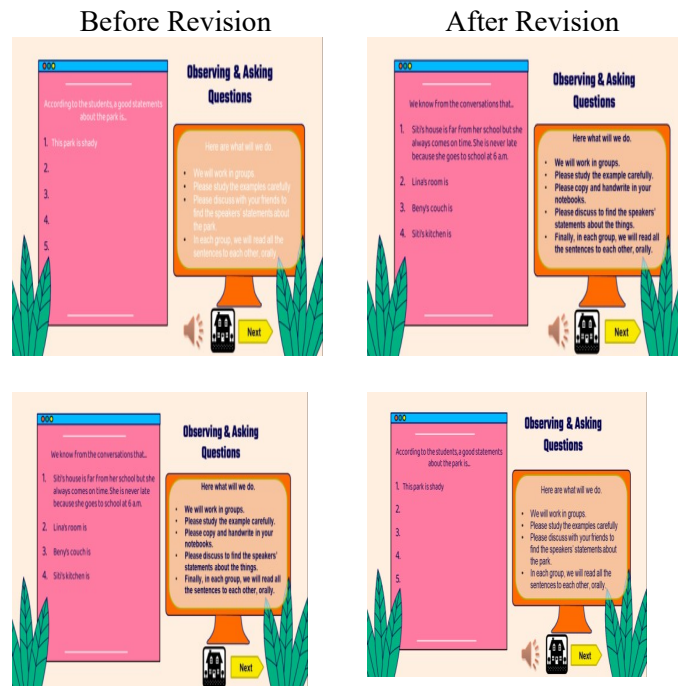 Before Revision
After Revision
Observing & Asking
Questions
According to the students, a good statements
about the park is..
1. This park is shady
2.
3.
4.
5.
Here are what will we do
• We will work in groups.
• Please study the examples carefully
• Please discuss with your friends to
find the speakers' statements about
the park.
• In each group, we will read all the
sentences to each other, orally.
Next
Observing & Asking
Questions
We know from the conversations that..
1. Siti's house is far from her school but she
always comes on time. She is never late
because she goes to school at 6 a.m.
2. Lina's room is
3. Beny's couch is
4. Siti's kitchen is
Here what will we do.
• We will work in groups.
• Please study the example carefully.
• Please copy and handwrite in your
notebooks.
• Please discuss to find the speakers'
statements about the things.
• Finally, in each group, we will read all
the sentences to each other, orally.
Next
Observing & Asking
Questions
We know from the conversations that..
1. Siti's house is far from her school but she
always comes on time. She is never late
because she goes to school at 6 a.m.
2. Lina's room is
3. Beny's couch is
4. Siti's kitchen is
Here what will we do.
• We will work in groups.
• Please study the example carefully.
• Please copy and handwrite in your
notebooks.
• Please discuss to find the speakers'
statements about the things.
• Finally, in each group, we will read all
the sentences to each other, orally.
Next
Observing & Asking
Questions
According to the students, a good statements
about the park is..
1. This park is shady
2.
3.
4.
5.
Here are what will we do.
• We will work in groups.
• Please study the examples carefully
• Please discuss with your friends to
find the speakers' statements about
the park.
• In each group, we will read all the
sentences to each other, orally.
Next